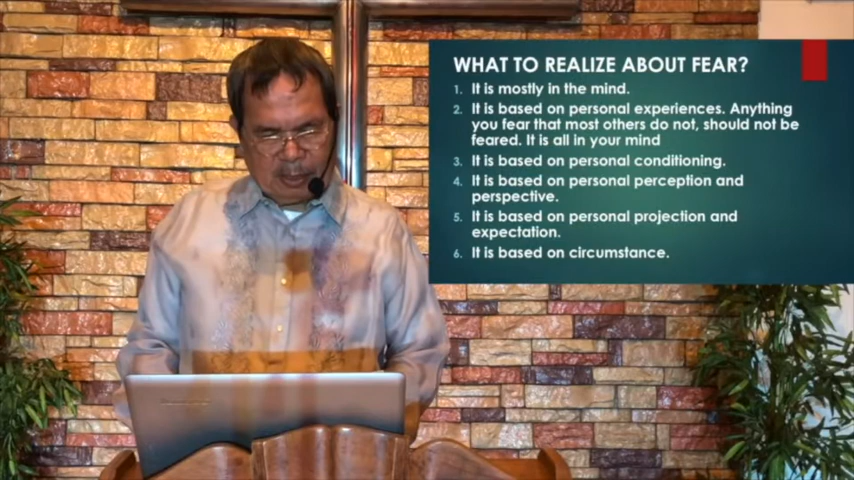 WHAT TO REALIZE ABOUT FEAR?
1. It is mostly in the mind.
2. It is based on personal experiences. Anything
you fear that most others do not, should not be
feared. It is all in your mind
3. It is based on personal conditioning.
4. It is based on personal perception and
perspective.
5. It is based on personal projection and
expectation.
6. It is based on circumstance.